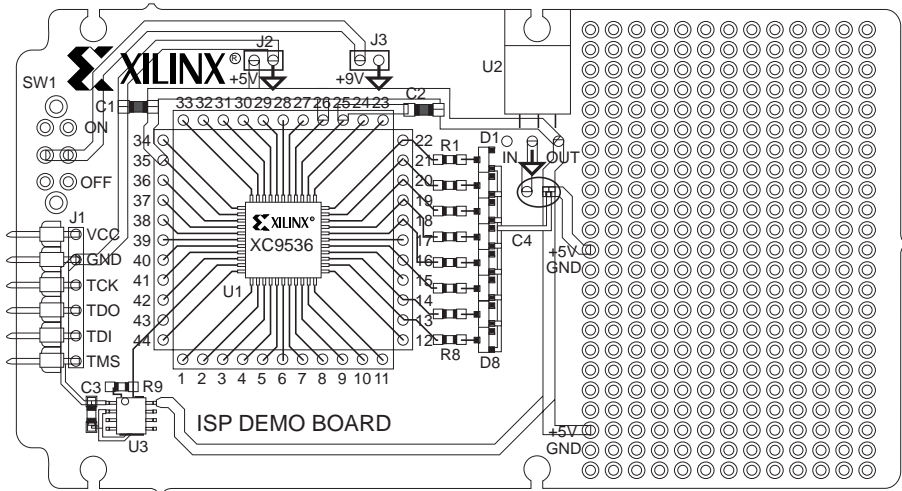 J2 J3
XILINX®
+5V +9V
U2
SW1
C1
C2
ON
OFF
33 32 31 30 29 28 27 26 25 24 23
34
35
36
37
38
39
40
41
42
43
44
22
21
20
19
18
17
16
15
14
13
12
R1
D1
IN OUT
XILINX®
XC9536
U1
C4
+5V
GND
J1
VCC
GND
TCK
TDO
TDI
TMS
R8
D8
1 2 3 4 5 6 7 8 9 10 11
C3
R9
U3
ISP DEMO BOARD
+5V
GND